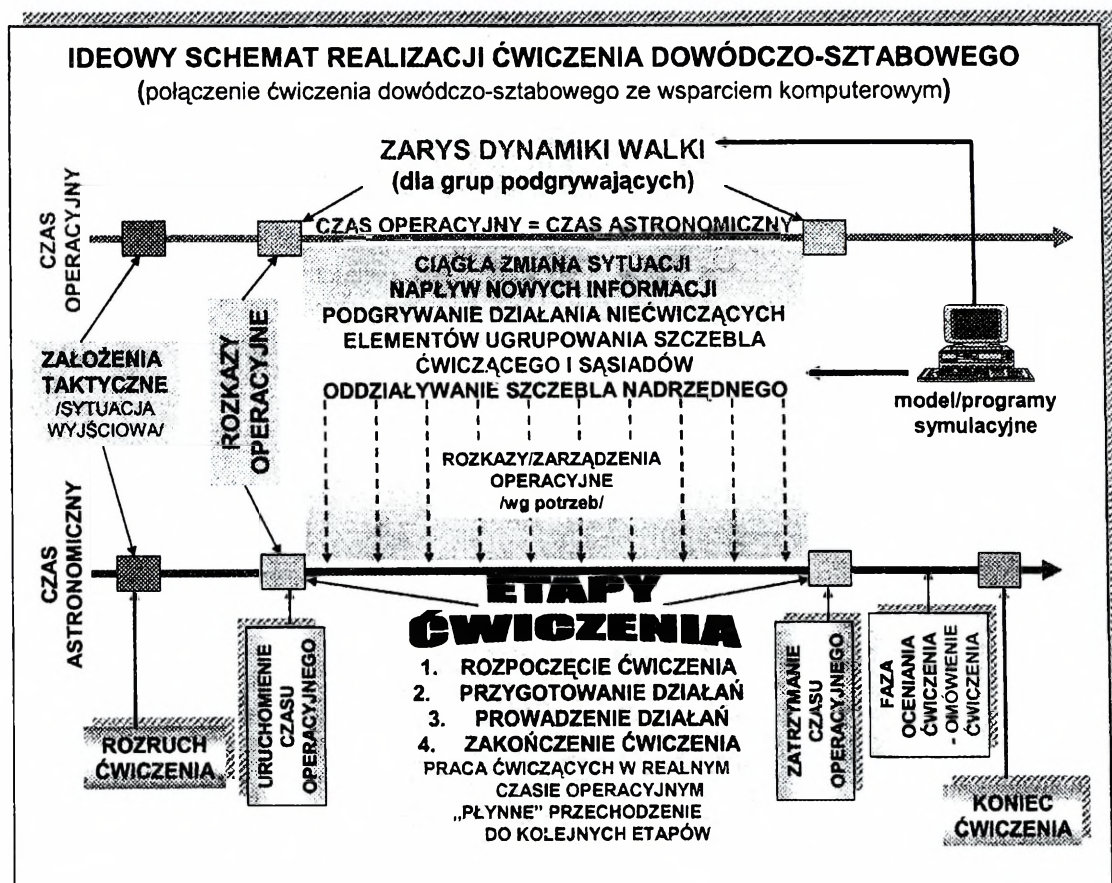 IDEOWY SCHEMAT REALIZACJI ĆWICZENIA DOWÓDCZO-SZTABOWEGO
(połączenie ćwiczenia dowódczo-sztabowego ze wsparciem komputerowym)
ZARYS DYNAMIKI WALKI
(dla grup podgrywających)
CZAS
OPERACYJNY
CZAS OPERACYJNY = CZAS ASTRONOMICZNY
CIĄGŁA ZMIANA SYTUACJI
NAPŁYW NOWYCH INFORMACJI
PODGRYWANIE DZIAŁANIA NIEĆWICZĄCYCH
ELEMENTÓW UGRUPOWANIA SZCZEBLA
ĆWICZĄCEGO I SĄSIADÓW
ODDZIAŁYWANIE SZCZEBLA NADRZĘDNEGO
model/programy
symulacyjne
ZAŁOŻENIA
TAKTYCZNE
/SYTUACJA
WYJŚCIOWA/
ROZKAZY
OPERACYJNE
ROZKAZY/ZARZĄDZENIA
OPERACYJNE
/wg potrzeb/
CZAS
ASTRONOMICZNY
ETAPY
ĆWICZENIA
1. ROZPOCZĘCIE ĆWICZENIA
2. PRZYGOTOWANIE DZIAŁAŃ
3. PROWADZENIE DZIAŁAŃ
4. ZAKOŃCZENIE ĆWICZENIA
PRACA ĆWICZĄCYCH W REALNYM
CZASIE OPERACYJNYM
„PŁYNNE” PRZECHODZENIE
DO KOLEJNYCH ETAPÓW
ROZRUCH
ĆWICZENIA
URUCHOMIENIE
CZASU
OPERACYJNEGO
ZATRZYMANIE
CZASU
OPERACYJNEGO
FAZA
OCENIANIA
ĆWICZENIA
- OMÓWIENIE
ĆWICZENIA
KONIEC
ĆWICZENIA